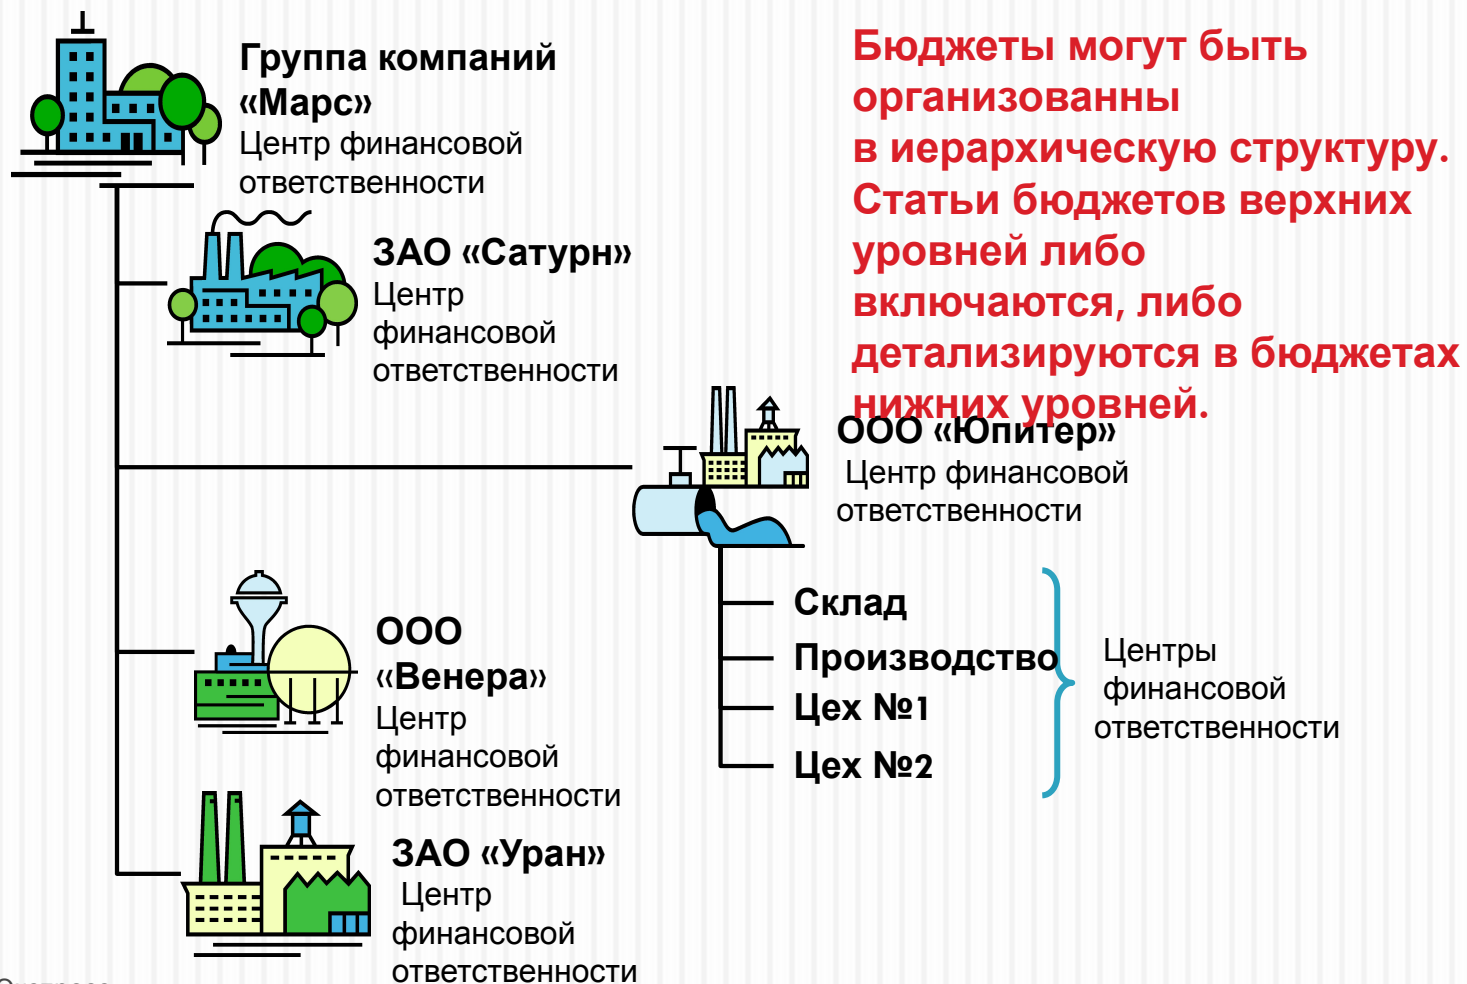 Группа компаний
«Марс»
Центр финансовой
ответственности
Бюджеты могут быть
организованны
в иерархическую структуру.
Статьи бюджетов верхних
уровней либо
включаются, либо
детализируются в бюджетах
нижних уровней.
ЗАО «Сатурн»
Центр
финансовой
ответственности
ООО «Юпитер»
Центр финансовой
ответственности
Склад
Производство
Цех №1
Цех №2
Центры
финансовой
ответственности
ООО
«Венера»
Центр
финансовой
ответственности
ЗАО «Уран»
Центр
финансовой
ответственности